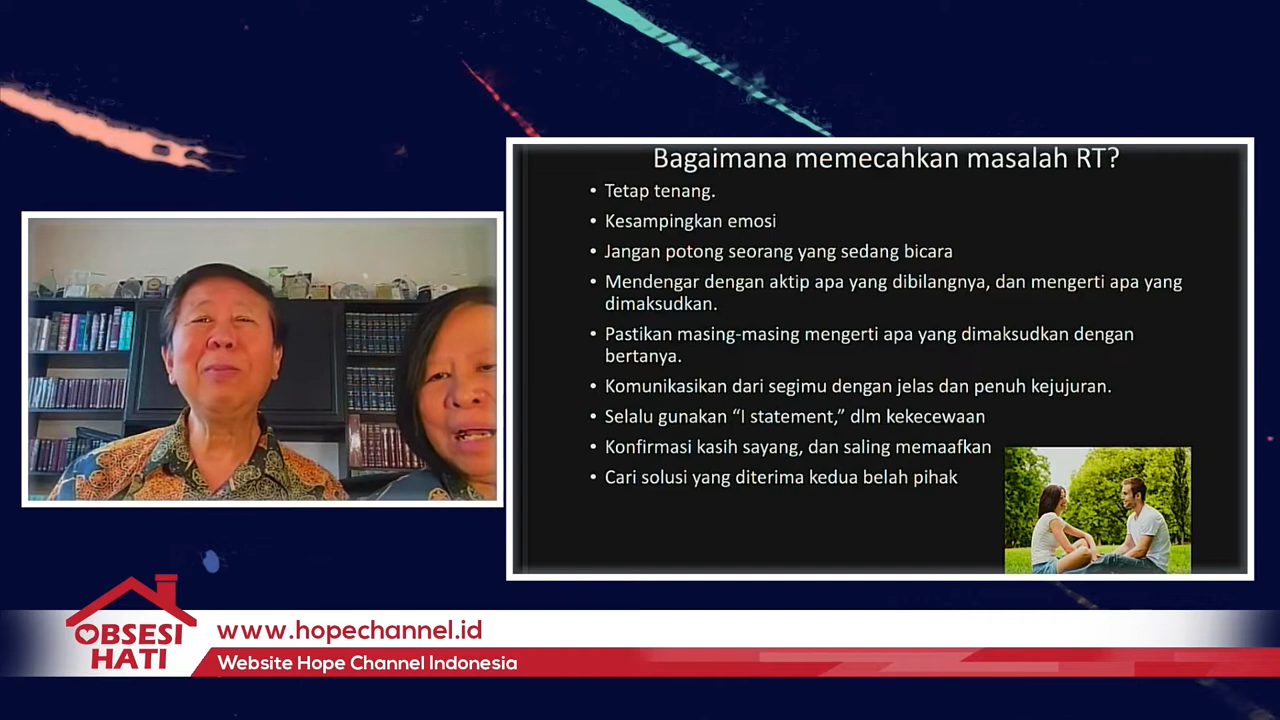 Bagaimana memecahkan masalah RT?
• Tetap tenang.
• Kesampingkan emosi
• Jangan potong seorang yang sedang bicara
• Mendengar dengan aktip apa yang dibilangnya, dan mengerti apa yang
dimaksudkan.
• Pastikan masing-masing mengerti apa yang dimaksudkan dengan
bertanya.
• Komunikasikan dari segimu dengan jelas dan penuh kejujuran.
• Selalu gunakan “I statement,” dlm kekecewaan
• Konfirmasi kasih sayang, dan saling memaafkan
• Cari solusi yang diterima kedua belah pihak
OBSESI
HATI
www.hopechannel.id
Website Hope Channel Indonesia